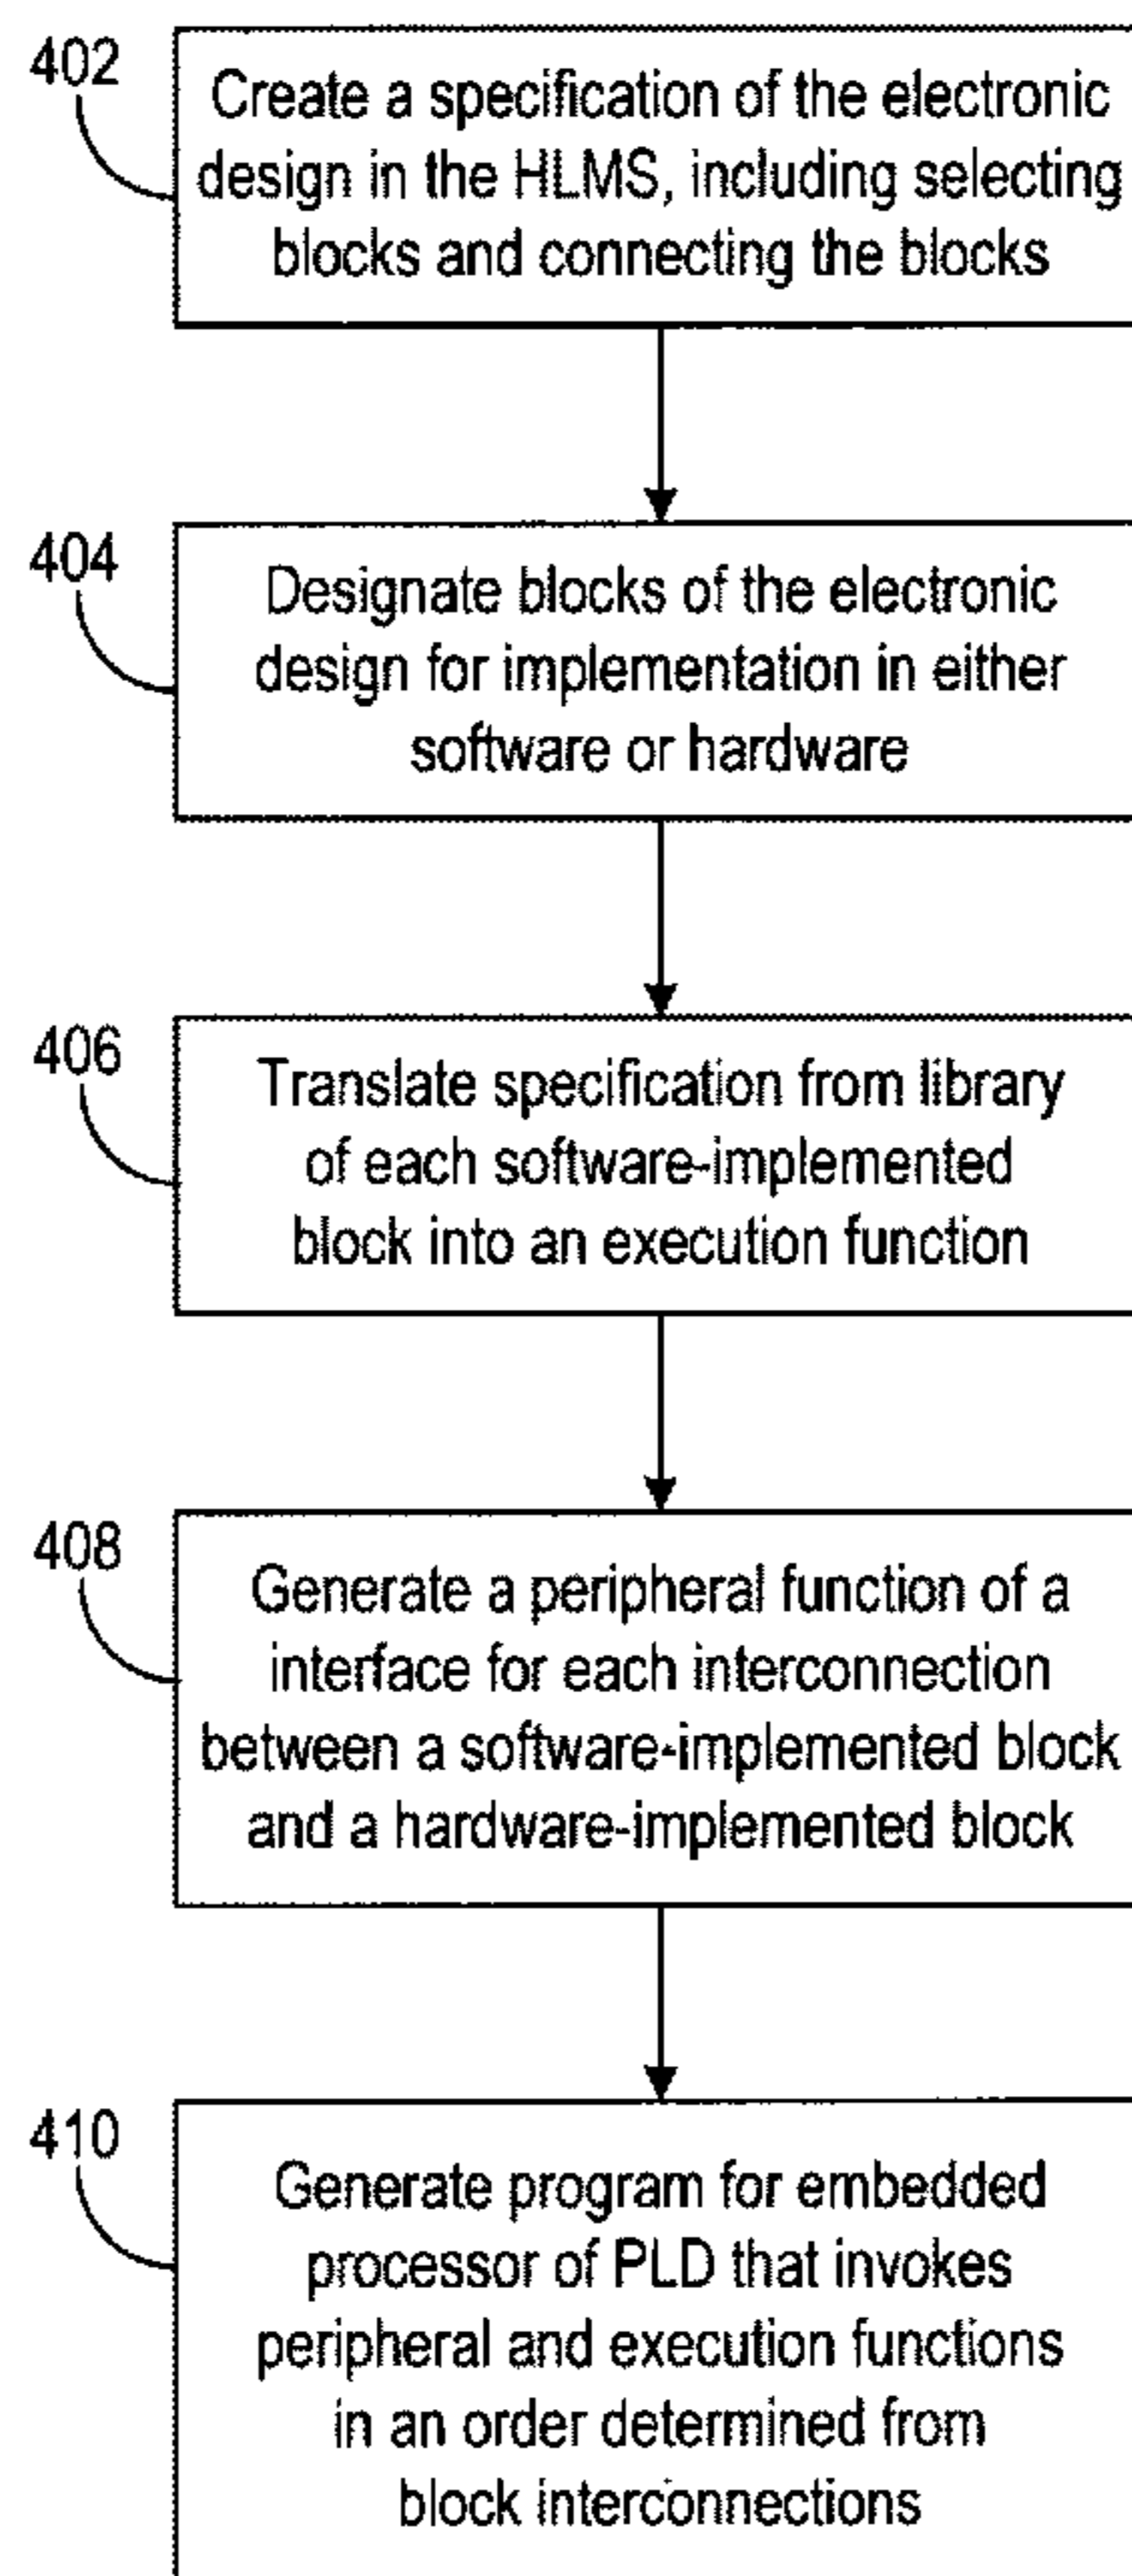 402
Create a specification of the electronic
design in the HLMS, including selecting
blocks and connecting the blocks
404
Designate blocks of the electronic
design for implementation in either
software or hardware
406
Translate specification from library
of each software-implemented
block into an execution function
408
Generate a peripheral function of a
interface for each interconnection
between a software-implemented block
and a hardware-implemented block
410
Generate program for embedded
processor of PLD that invokes
peripheral and execution functions
in an order determined from
block interconnections